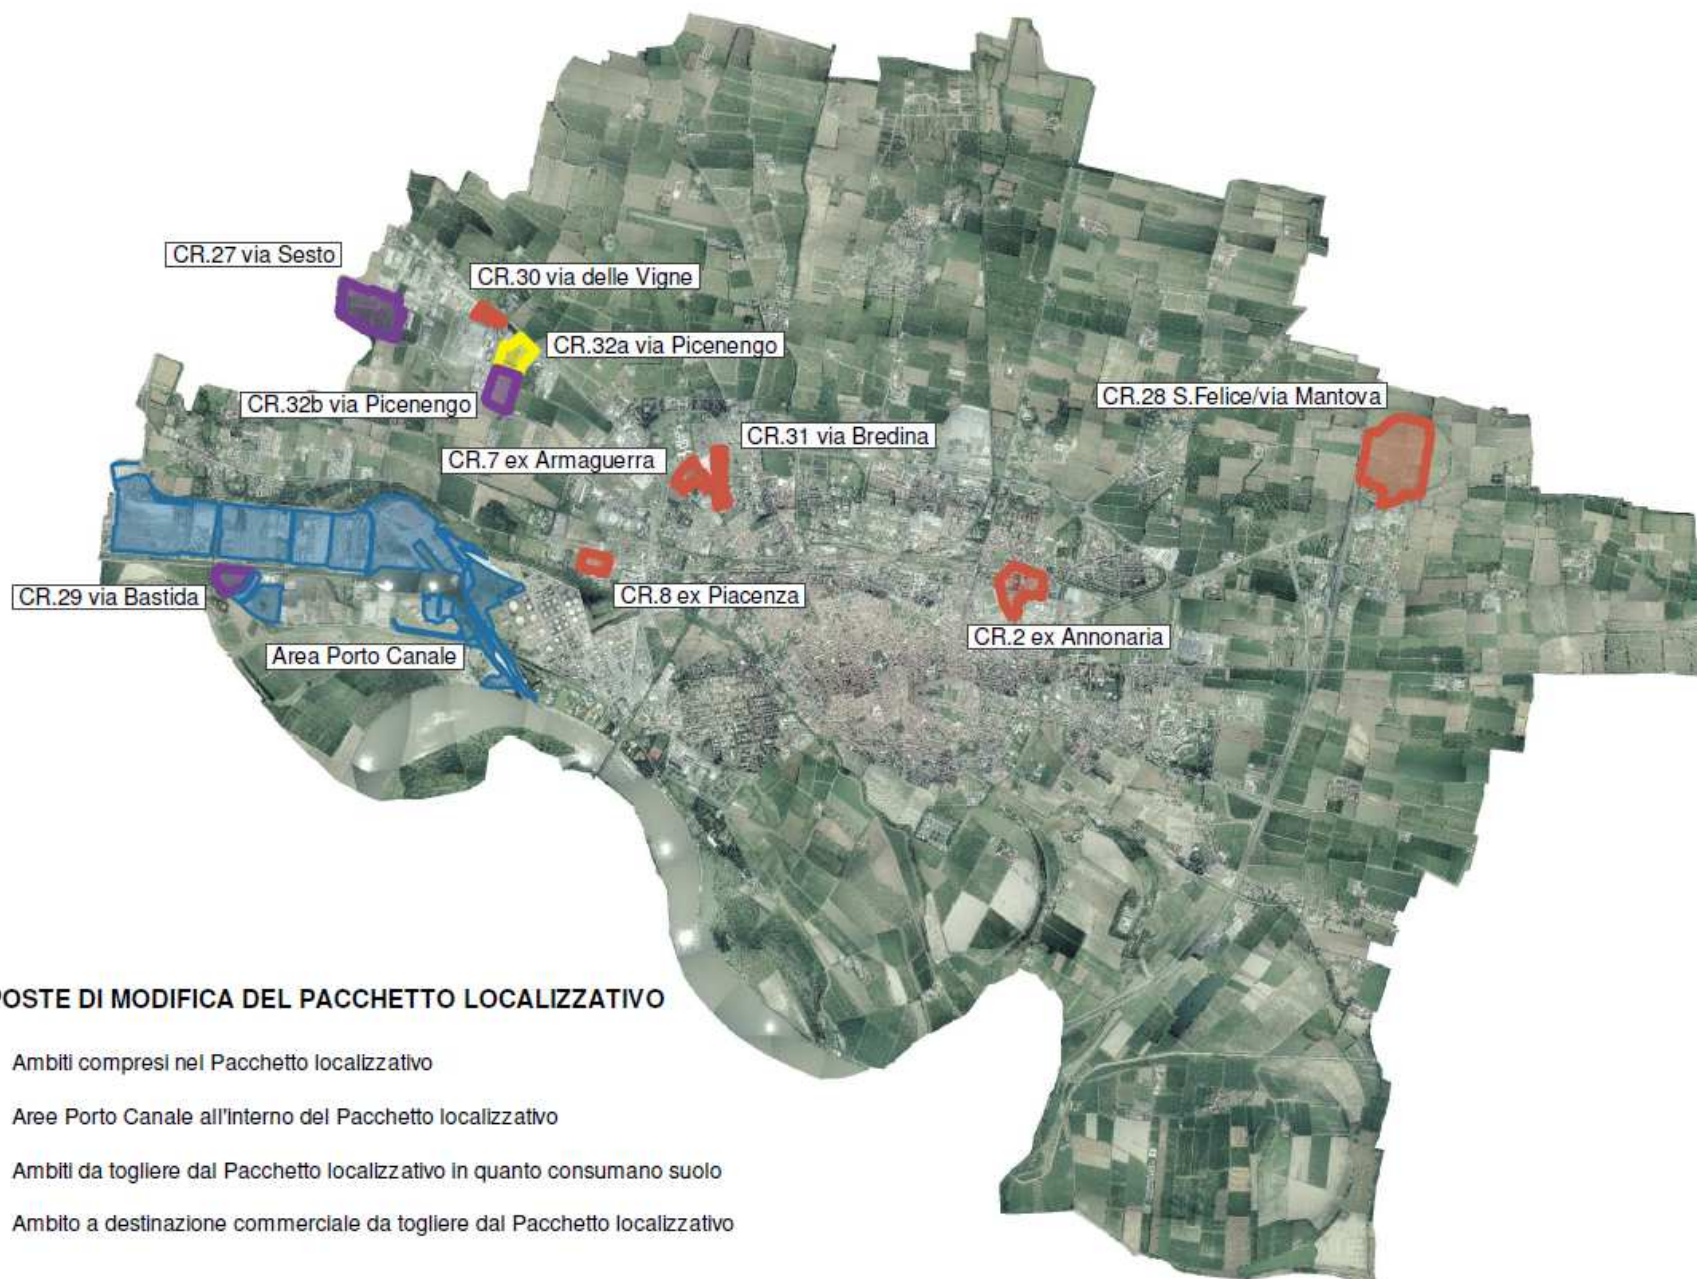 CR.27 via Sesto
CR.30 via delle Vigne
CR.32a via Picenengo
CR.32b via Picenengo
CR.28 S.Felice/via Mantova
CR.31 via Bredina
CR.7 ex Armaguerra
CR.29 via Bastida
CR.8 ex Piacenza
CR.2 ex Annonaria
Area Porto Canale
POSTE DI MODIFICA DEL PACCHETTO LOCALIZZATIVO
Ambiti compresi nel Pacchetto localizzativo
Aree Porto Canale all'interno del Pacchetto localizzativo
Ambiti da togliere dal Pacchetto localizzativo in quanto consumano suolo
Ambito a destinazione commerciale da togliere dal Pacchetto localizzativo